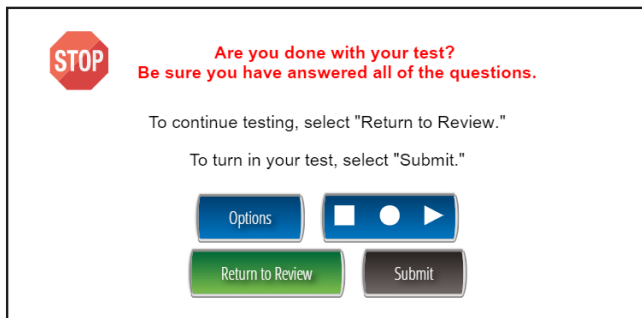 STOP
Are you done with your test?
Be sure you have answered all of the questions.
To continue testing, select "Return to Review."
To turn in your test, select "Submit."
Options
Return to Review
Submit